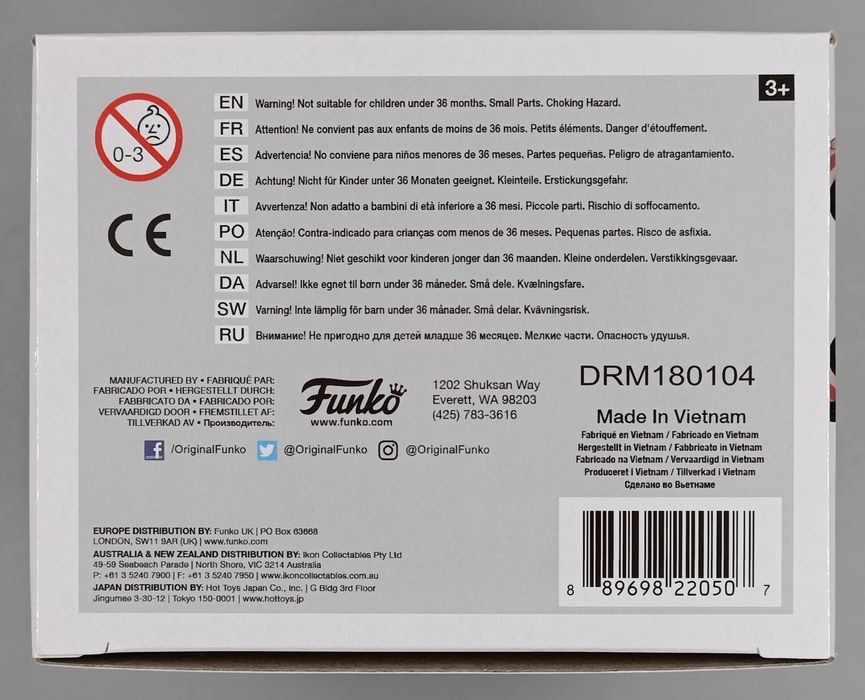 3+
0-3
CE
EN Warning! Not suitable for children under 36 months. Small Parts. Choking Hazard.
FR Attention! Ne convient pas aux enfants de moins de 36 mois. Petits éléments. Danger d'étouffement.
ES Advertencia! No conviene para niños menores de 36 meses. Partes pequeñas. Peligro de atragantamiento.
DE Achtung! Nicht für Kinder unter 36 Monaten geeignet. Kleinteile. Erstickungsgefahr.
IT Avvertenza! Non adatto a bambini di età inferiore a 36 mesi. Piccole parti. Rischio di soffocamento.
PO Atenção! Contra-indicado para crianças com menos de 36 meses. Pequenas partes. Risco de asfixia.
NL Waarschuwing! Niet geschikt voor kinderen jonger dan 36 maanden. Kleine onderdelen. Verstikkingsgevaar.
DA Advarsel! Ikke egnet til børn under 36 måneder. Små dele. Kvælningsfare.
SW Varning! Inte lämplig för barn under 36 månader. Små delar. Kvävningsrisk.
RU Внимание! Не пригодно для детей младше 36 месяцев. Мелкие части. Опасность удушья.
MANUFACTURED BY • FABRIQUÉ PAR:
FABRICADO POR • HERGESTELLT DURCH:
FABBRICATO DA • FABRICADO POR:
VERVAARDIGD DOOR • FREMSTILLET AF:
TILLVERKAD AV • Производитель:
Funko
www.funko.com
1202 Shuksan Way
Everett, WA 98203
(425) 783-3616
/OriginalFunko @OriginalFunko @OriginalFunko
DRM180104
Made In Vietnam
Fabriqué en Vietnam / Fabricado en Vietnam
Hergestellt in Vietnam / Fabbricato in Vietnam
Fabricado na Vietnam / Vervaardigd in Vietnam
Produceret i Vietnam / Tillverkad i Vietnam
Сделано во Вьетнаме
EUROPE DISTRIBUTION BY: Funko UK | PO Box 63668
LONDON, SW11 9AR (UK) | www.funko.com
AUSTRALIA & NEW ZEALAND DISTRIBUTION BY: Ikon Collectables Pty Ltd
49-59 Seabeach Parade | North Shore, VIC 3214 Australia
P: +61 3 5240 7900 | F: +61 3 5240 7950 | www.ikoncollectables.com.au
JAPAN DISTRIBUTION BY: Hot Toys Japan Co., Inc. | G Bldg 3rd Floor
Jingumae 3-30-12 | Tokyo 150-0001 | www.hottoys.jp
8 89698 22050 7